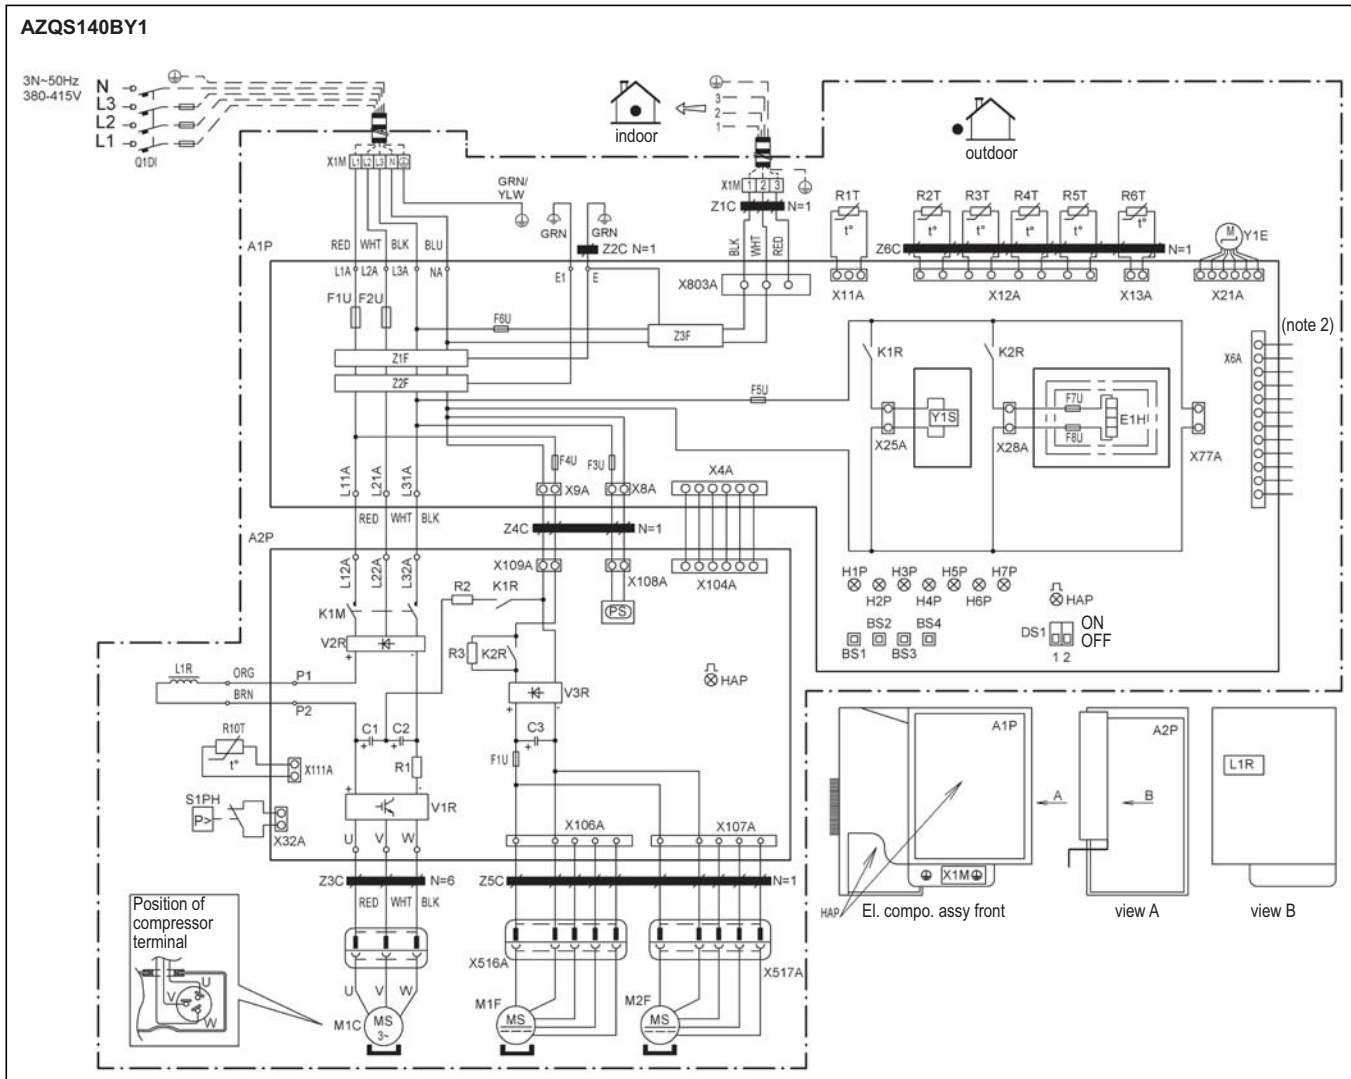 AZQS140BY1
3N~50Hz
380-415V
N
L3
L2
L1
Q1DI
indoor
3
2
1
outdoor
X1M L1 L2 L3 N
X1M 1 2 3
Z1C N=1
R1T R2T R3T R4T R5T R6T
t° t° t° t° t° t°
Z6C N=1
M Y1E
GRN/
YLW
GRN GRN
Z2C N=1
RED WHT BLK BLU
BLK WHT RED
A1P
L1A L2A L3A NA
E1 E
X803A
X11A X12A X13A X21A
F1U F2U
F6U
Z3F
Z1F
Z2F
(note 2)
X6A
K1R K2R
F5U
Y1S
F7U
F8U
E1H
X25A X28A X77A
L11A L21A L31A
F4U F3U
X9A X8A
X4A
RED WHT BLK
Z4C N=1
A2P
L12A L22A L32A
X109A X108A X104A
PS
R2 K1R
K1M
V2R
+ -
R3 K2R
V3R
+ -
HAP
H1P H3P H5P H7P
H2P H4P H6P
HAP
BS2 BS4
BS1 BS3
DS1 ON
OFF
1 2
L1R ORG P1
BRN P2
C1 C2
+ +
C3
+
R10T
t°
X111A
F1U
R1
S1PH
P>
X32A
+ -
V1R
U V W
X106A X107A
Z3C N=6
Z5C N=1
RED WHT BLK
X516A X517A
U V W
M1C MS
3~
M1F MS
M2F MS
Position of
compressor
terminal
U
V
W
A1P
A
X1M
HAP
El. compo. assy front
A2P
B
view A
L1R
view B